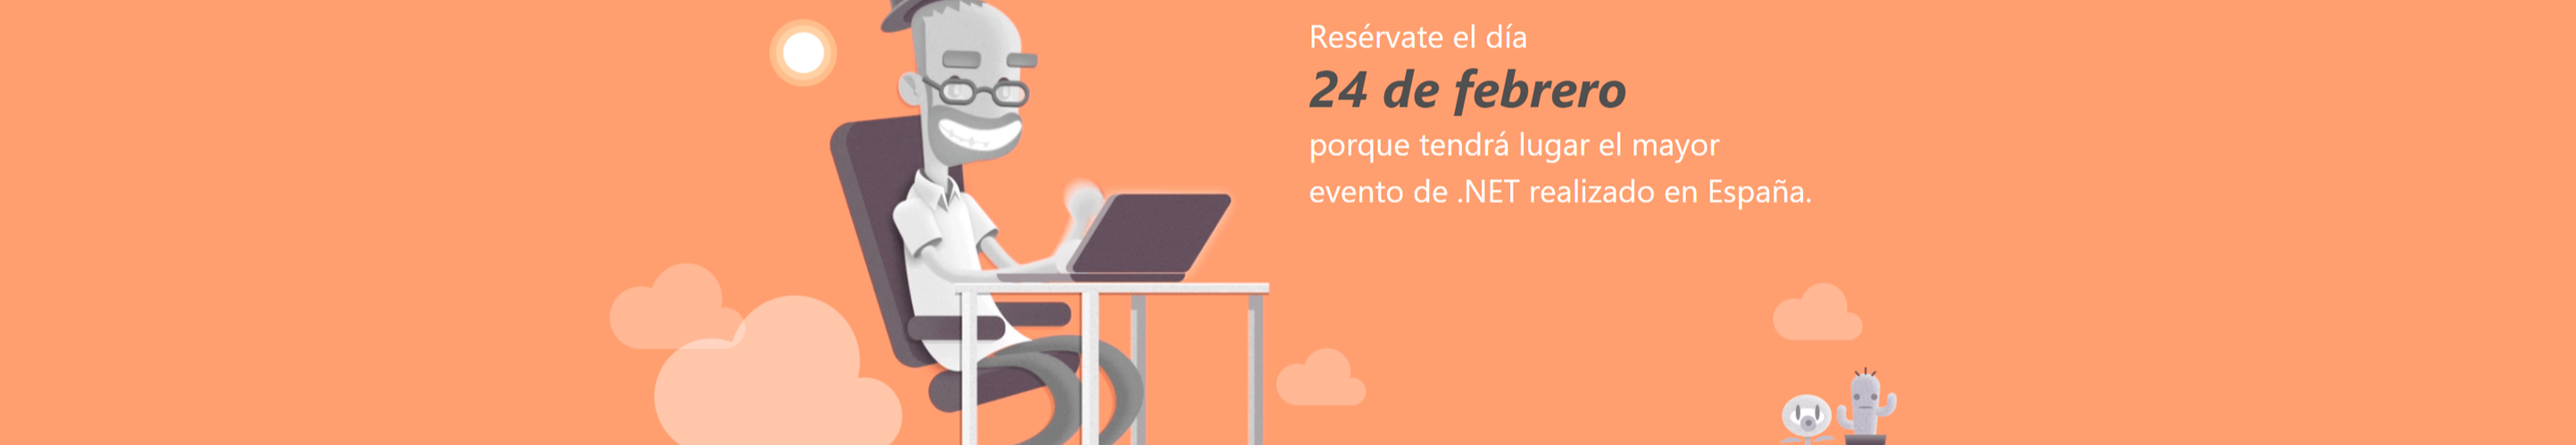 Resérvate el día
24 de febrero
porque tendrá lugar el mayor
evento de .NET realizado en España.